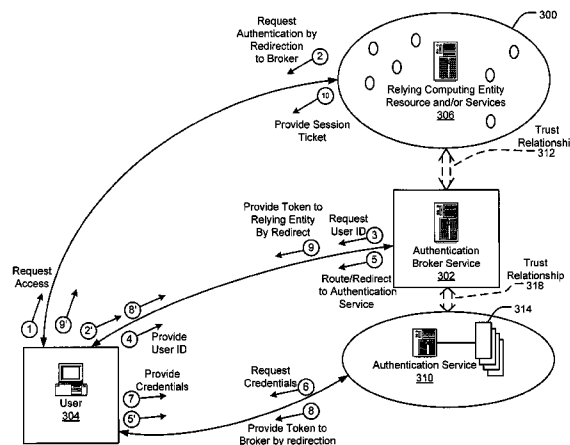 Request
Authentication by
Redirection
to Broker
2
300
Relying Computing Entity
Resource and/or Services
306
10
Provide Session
Ticket
Trust
Relationshi
312
Provide Token to
Relying Entity
By Redirect
9
Request
User ID
3
5
Route/Redirect
to Authentication
Service
Authentication
Broker Service
302
Trust
Relationship
318
314
Request
Access
1
9'
2'
8'
4
Provide
User ID
Authentication Service
310
User
304
Provide
Credentials
7
5'
Request
Credentials
6
8
Provide Token to
Broker by redirection